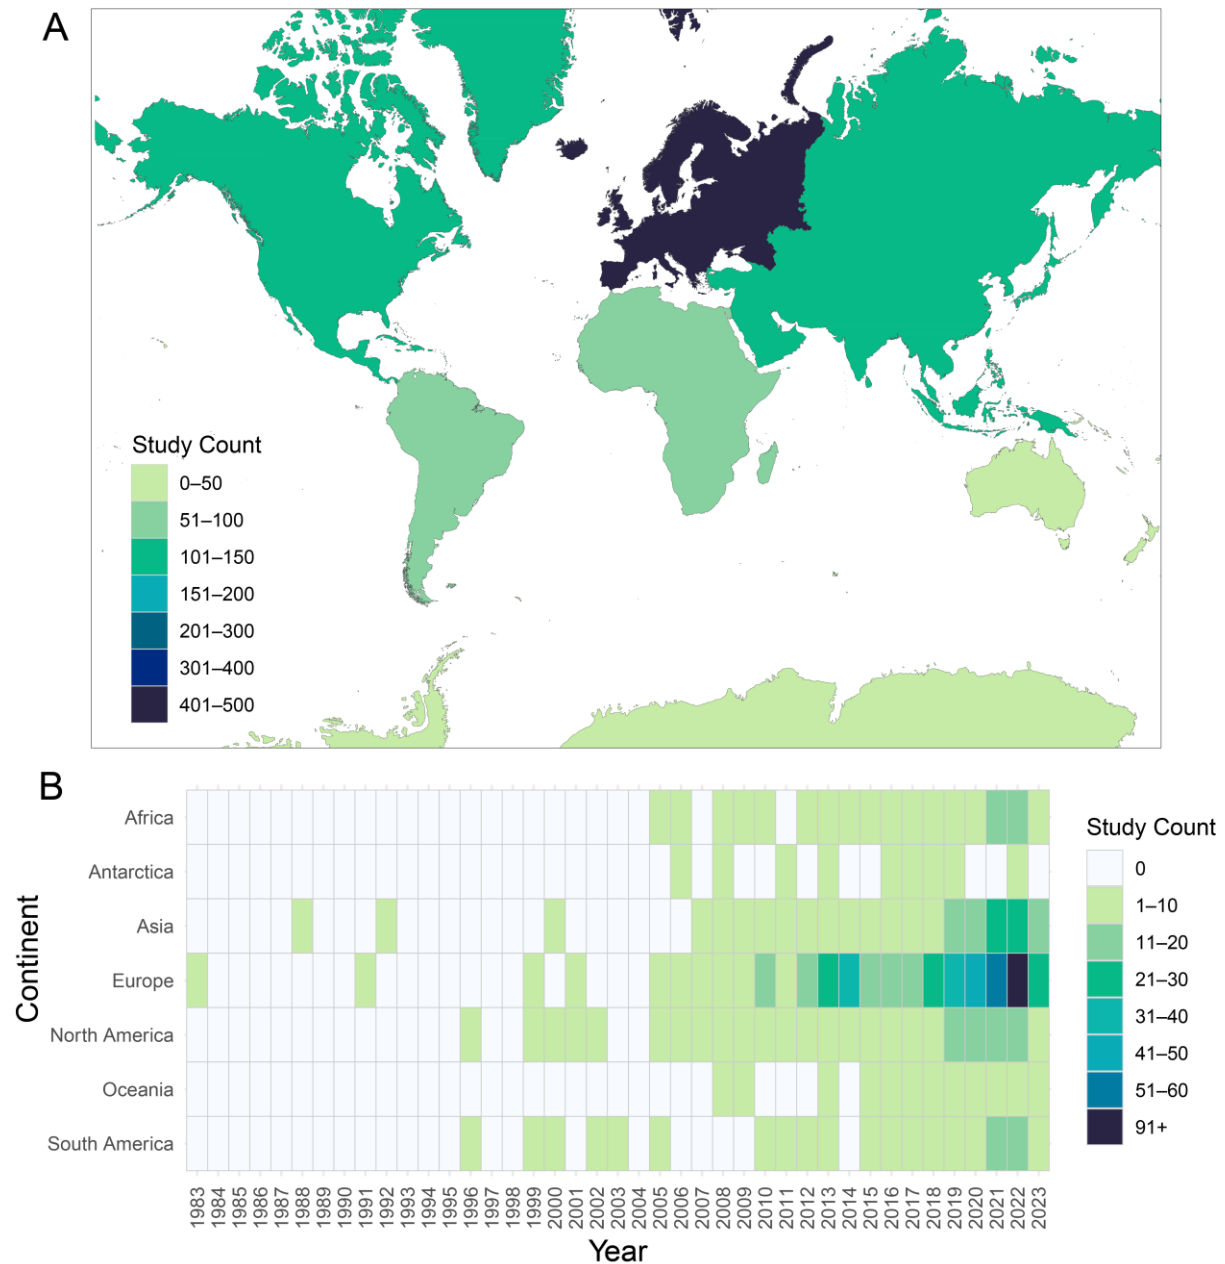 A
Study Count
0–50
51–100
101–150
151–200
201–300
301–400
401–500
B
Continent
Africa
Antarctica
Asia
Europe
North America
Oceania
South America
1983 1984 1985 1986 1987 1988 1989 1990 1991 1992 1993 1994 1995 1996 1997 1998 1999 2000 2001 2002 2003 2004 2005 2006 2007 2008 2009 2010 2011 2012 2013 2014 2015 2016 2017 2018 2019 2020 2021 2022 2023
Year
Study Count
0
1–10
11–20
21–30
31–40
41–50
51–60
91+